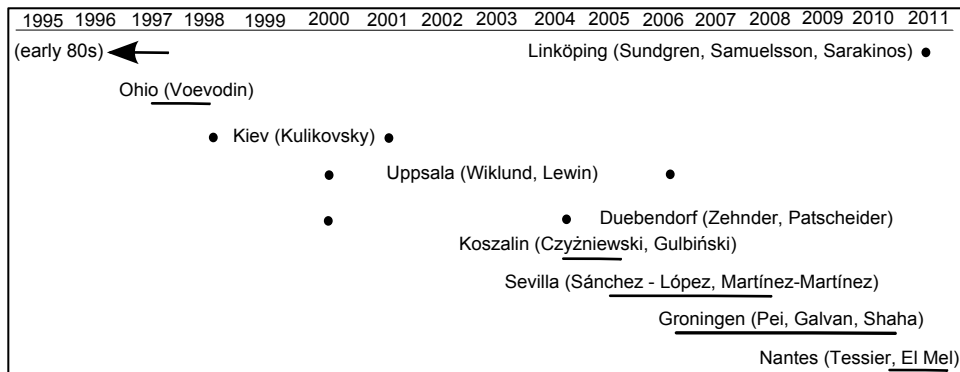 1995 1996 1997 1998 1999 2000 2001 2002 2003 2004 2005 2006 2007 2008 2009 2010 2011
(early 80s) Linköping (Sundgren, Samuelsson, Sarakinos)
Ohio (Voevodin)
Kiev (Kulikovsky)
Uppsala (Wiklund, Lewin)
Duebendorf (Zehnder, Patscheider)
Koszalin (Czyżniewski, Gulbiński)
Sevilla (Sánchez - López, Martínez-Martínez)
Groningen (Pei, Galvan, Shaha)
Nantes (Tessier, El Mel)